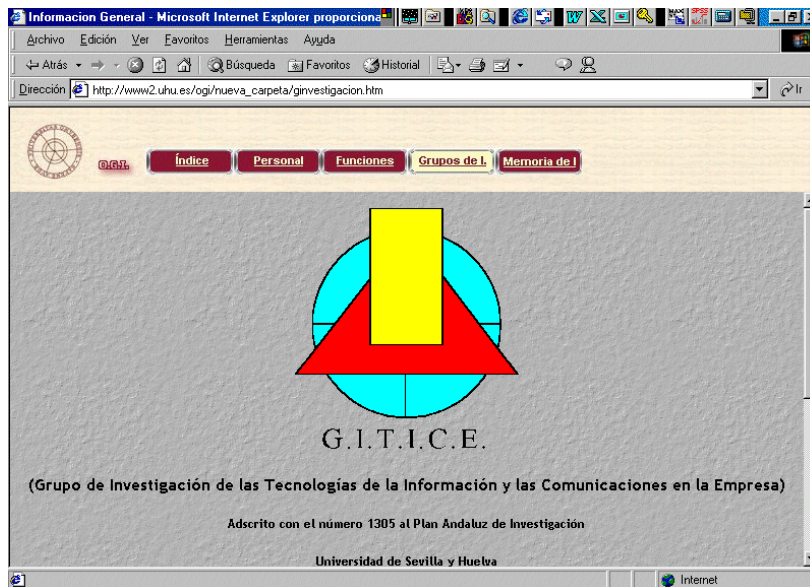 Informacion General - Microsoft Internet Explorer proporciona
Archivo Edición Ver Favoritos Herramientas Ayuda
Atrás Búsqueda Favoritos Historial
Dirección http://www2.uhu.es/ogi/nueva_carpeta/ginvestigacion.htm Ir
O.G.I. Índice Personal Funciones Grupos de I. Memoria de I
G.I.T.I.C.E.
(Grupo de Investigación de las Tecnologías de la Información y las Comunicaciones en la Empresa)
Adscrito con el número 1305 al Plan Andaluz de Investigación
Universidad de Sevilla y Huelva
Internet